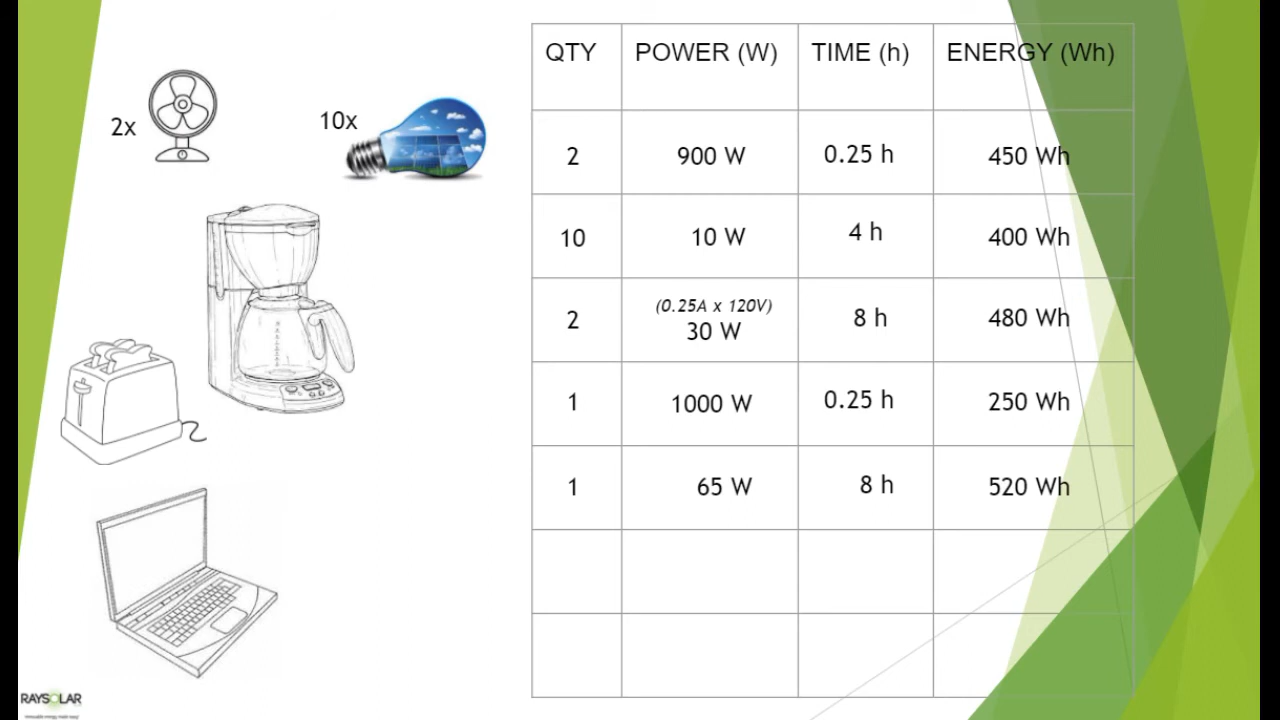 2x
10x
QTY POWER (W) TIME (h) ENERGY (Wh)
2 900 W 0.25 h 450 Wh
10 10 W 4 h 400 Wh
(0.25A x 120V)
2 30 W 8 h 480 Wh
1 1000 W 0.25 h 250 Wh
1 65 W 8 h 520 Wh
RAYSOLAR